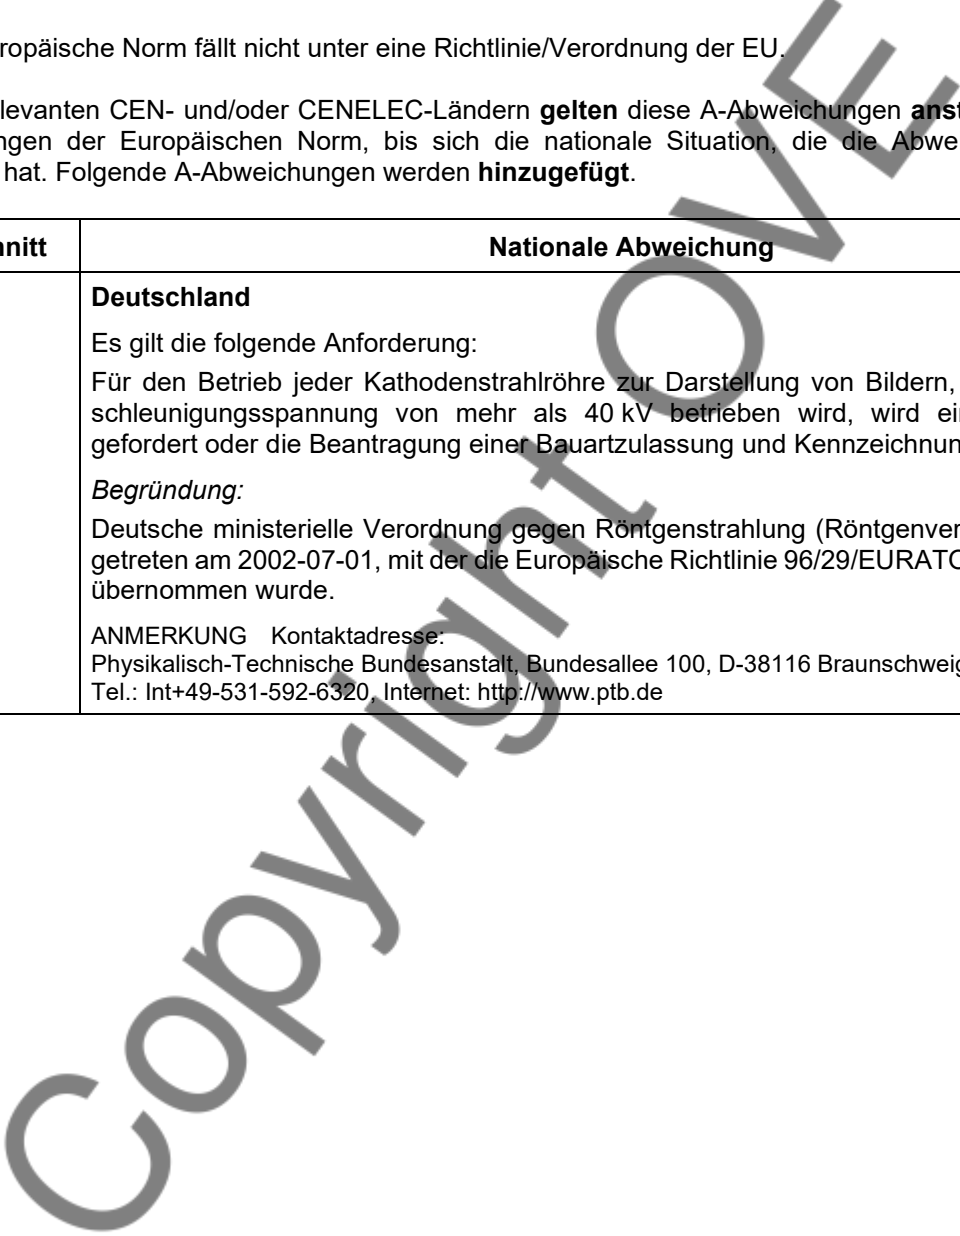 ropäische Norm fällt nicht unter eine Richtlinie/Verordnung der EU.
levanten CEN- und/oder CENELEC-Ländern gelten diese A-Abweichungen anst
ngen der Europäischen Norm, bis sich die nationale Situation, die die Abwe
hat. Folgende A-Abweichungen werden hinzugefügt.
nitt Nationale Abweichung
Deutschland
Es gilt die folgende Anforderung:
Für den Betrieb jeder Kathodenstrahlröhre zur Darstellung von Bildern,
schleunigungsspannung von mehr als 40 kV betrieben wird, wird ei
gefordert oder die Beantragung einer Bauartzulassung und Kennzeichnun
Begründung:
Deutsche ministerielle Verordnung gegen Röntgenstrahlung (Röntgenver
getreten am 2002-07-01, mit der die Europäische Richtlinie 96/29/EURATO
übernommen wurde.
ANMERKUNG Kontaktadresse:
Physikalisch-Technische Bundesanstalt, Bundesallee 100, D-38116 Braunschweig
Tel.: Int+49-531-592-6320, Internet: http://www.ptb.de
Copyright OVE